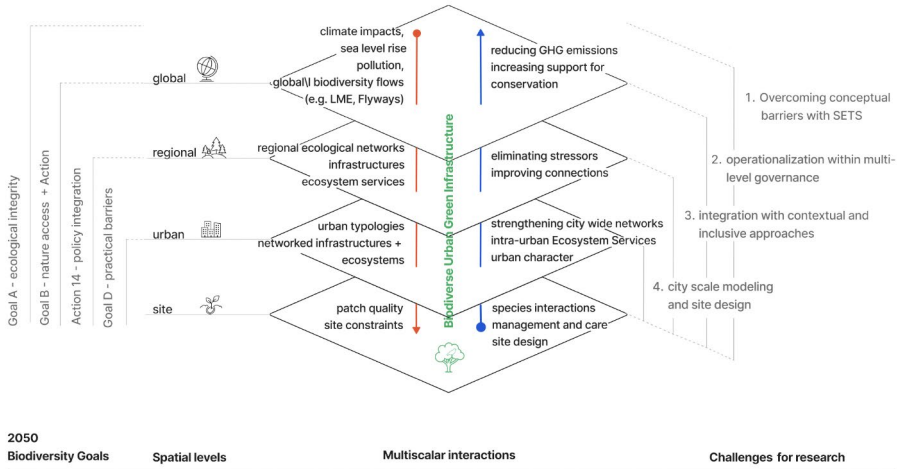 climate impacts,
sea level rise
pollution,
global\l biodiversity flows
(e.g. LME, Flyways)
reducing GHG emissions
increasing support for
conservation
global
regional
urban
site
regional ecological networks
infrastructures
ecosystem services
eliminating stressors
improving connections
urban typologies
networked infrastructures +
ecosystems
strengthening city wide networks
intra-urban Ecosystem Services
urban character
patch quality
site constraints
species interactions
management and care
site design
Biodiverse Urban Green Infrastructure
Goal A - ecological integrity
Goal B - nature access + Action
Action 14 - policy integration
Goal D - practical barriers
1. Overcoming conceptual
barriers with SETS
2. operationalization within multi-
level governance
3. integration with contextual and
inclusive approaches
4. city scale modeling
and site design
2050
Biodiversity Goals
Spatial levels
Multiscalar interactions
Challenges for research